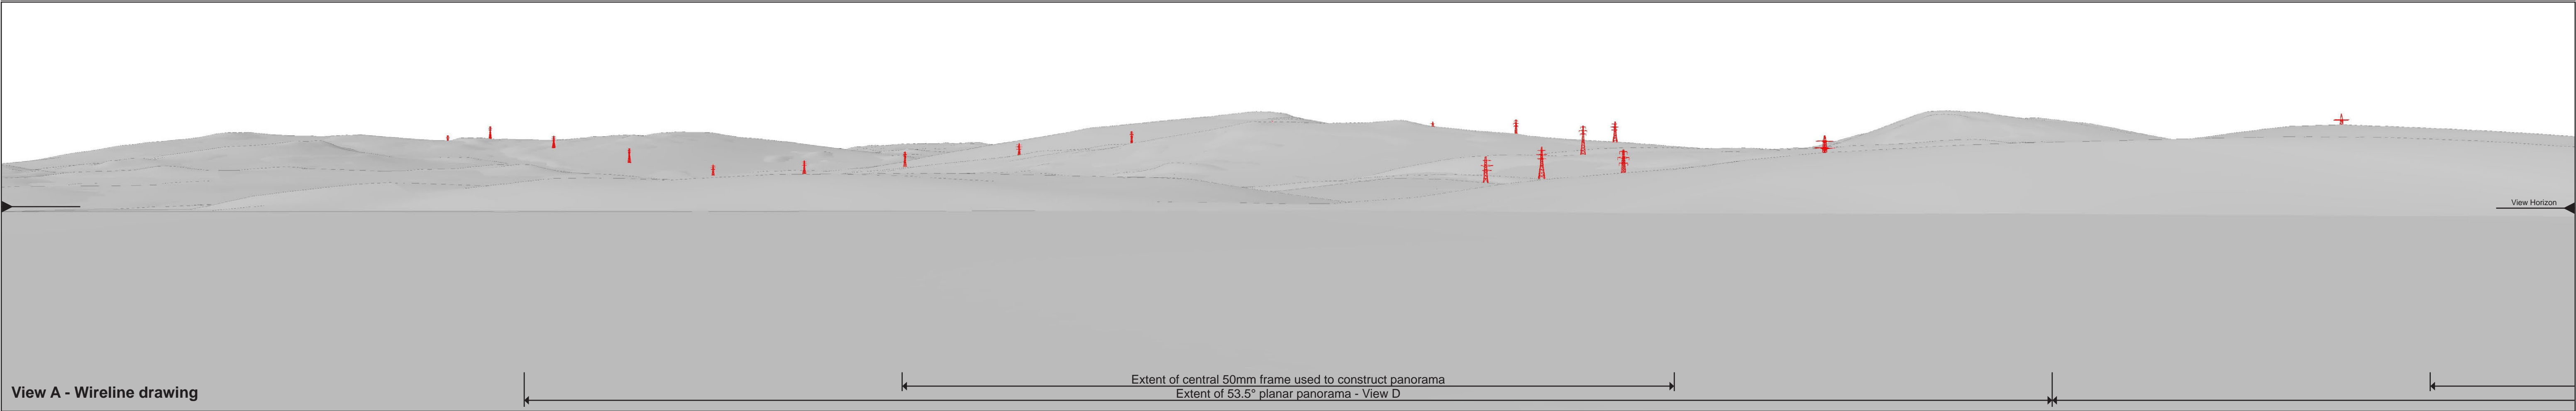 View Horizon
Extent of central 50mm frame used to construct panorama
View A - Wireline drawing
Extent of 53.5° planar panorama - View D